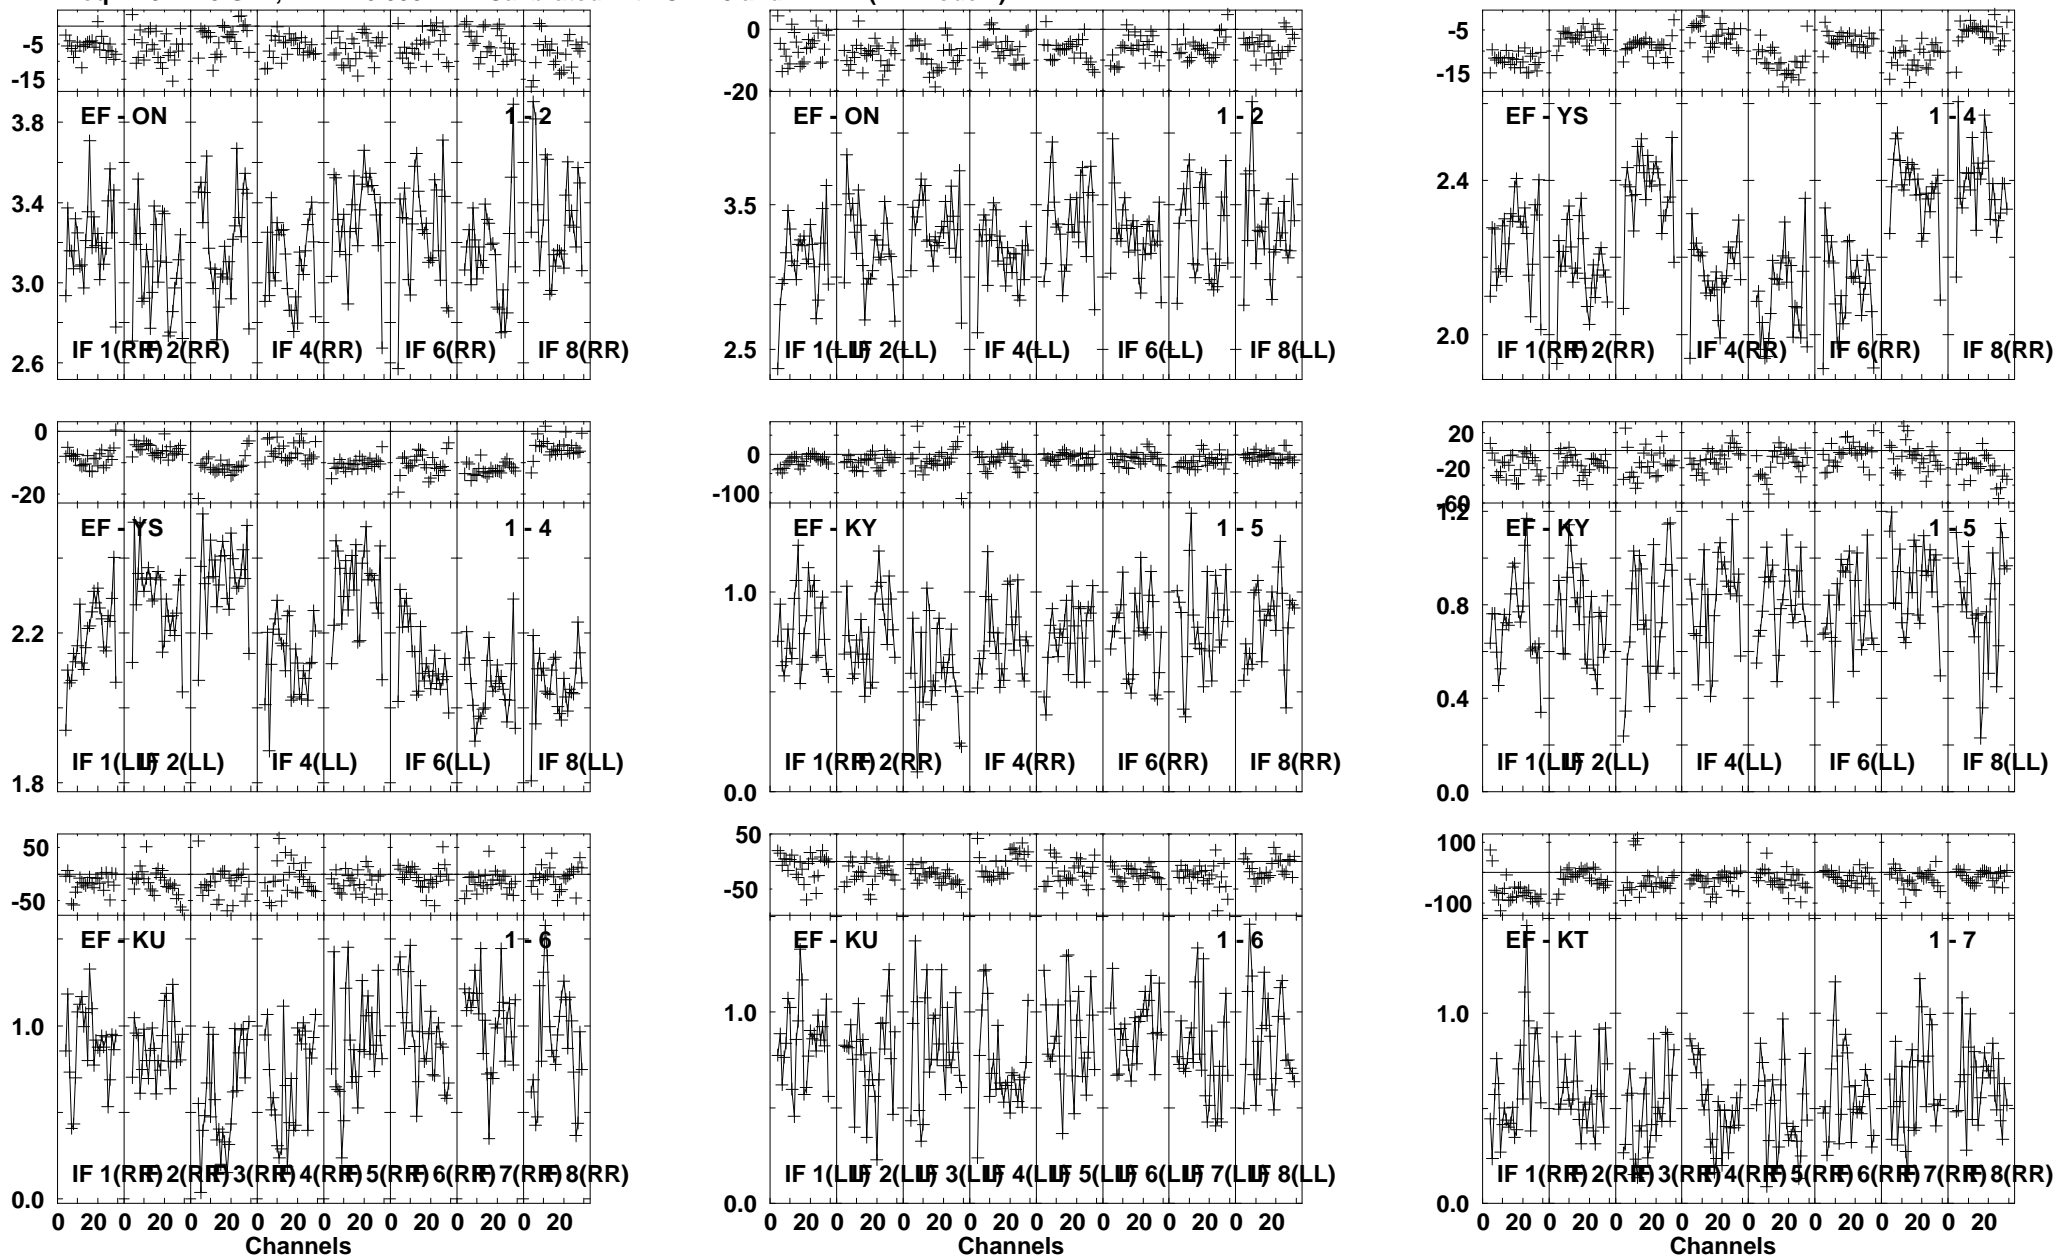 -5
-15
3.8
3.4
3.0
2.6
EF - ON
1 - 2
IF 1(RR)
IF 2(RR)
IF 4(RR)
IF 6(RR)
IF 8(RR)
0
-20
3.5
2.5
EF - ON
1 - 2
IF 1(LL)
IF 2(LL)
IF 4(LL)
IF 6(LL)
IF 8(LL)
-5
-15
2.4
2.0
EF - YS
1 - 4
IF 1(RR)
IF 2(RR)
IF 4(RR)
IF 6(RR)
IF 8(RR)
0
-20
2.2
1.8
EF - YS
1 - 4
IF 1(LL)
IF 2(LL)
IF 4(LL)
IF 6(LL)
IF 8(LL)
0
-100
1.0
0.0
EF - KY
1 - 5
IF 1(RR)
IF 2(RR)
IF 4(RR)
IF 6(RR)
IF 8(RR)
20
-20
-60
1.2
0.8
0.4
0.0
EF - KY
1 - 5
IF 1(LL)
IF 2(LL)
IF 4(LL)
IF 6(LL)
IF 8(LL)
50
0
-50
1.0
0.0
EF - KU
1 - 6
IF 1(RR)
IF 2(RR)
IF 3(RR)
IF 4(RR)
IF 5(RR)
IF 6(RR)
IF 7(RR)
IF 8(RR)
0 20 0 20 0 20 0 20 0 20 0 20 0 20 0 20
Channels
50
-50
1.0
0.0
EF - KU
1 - 6
IF 1(LL)
IF 2(LL)
IF 3(LL)
IF 4(LL)
IF 5(LL)
IF 6(LL)
IF 7(LL)
IF 8(LL)
0 20 0 20 0 20 0 20 0 20 0 20 0 20 0 20
Channels
100
-100
1.0
0.0
EF - KT
1 - 7
IF 1(RR)
IF 2(RR)
IF 3(RR)
IF 4(RR)
IF 5(RR)
IF 6(RR)
IF 7(RR)
IF 8(RR)
0 20 0 20 0 20 0 20 0 20 0 20 0 20 0 20
Channels